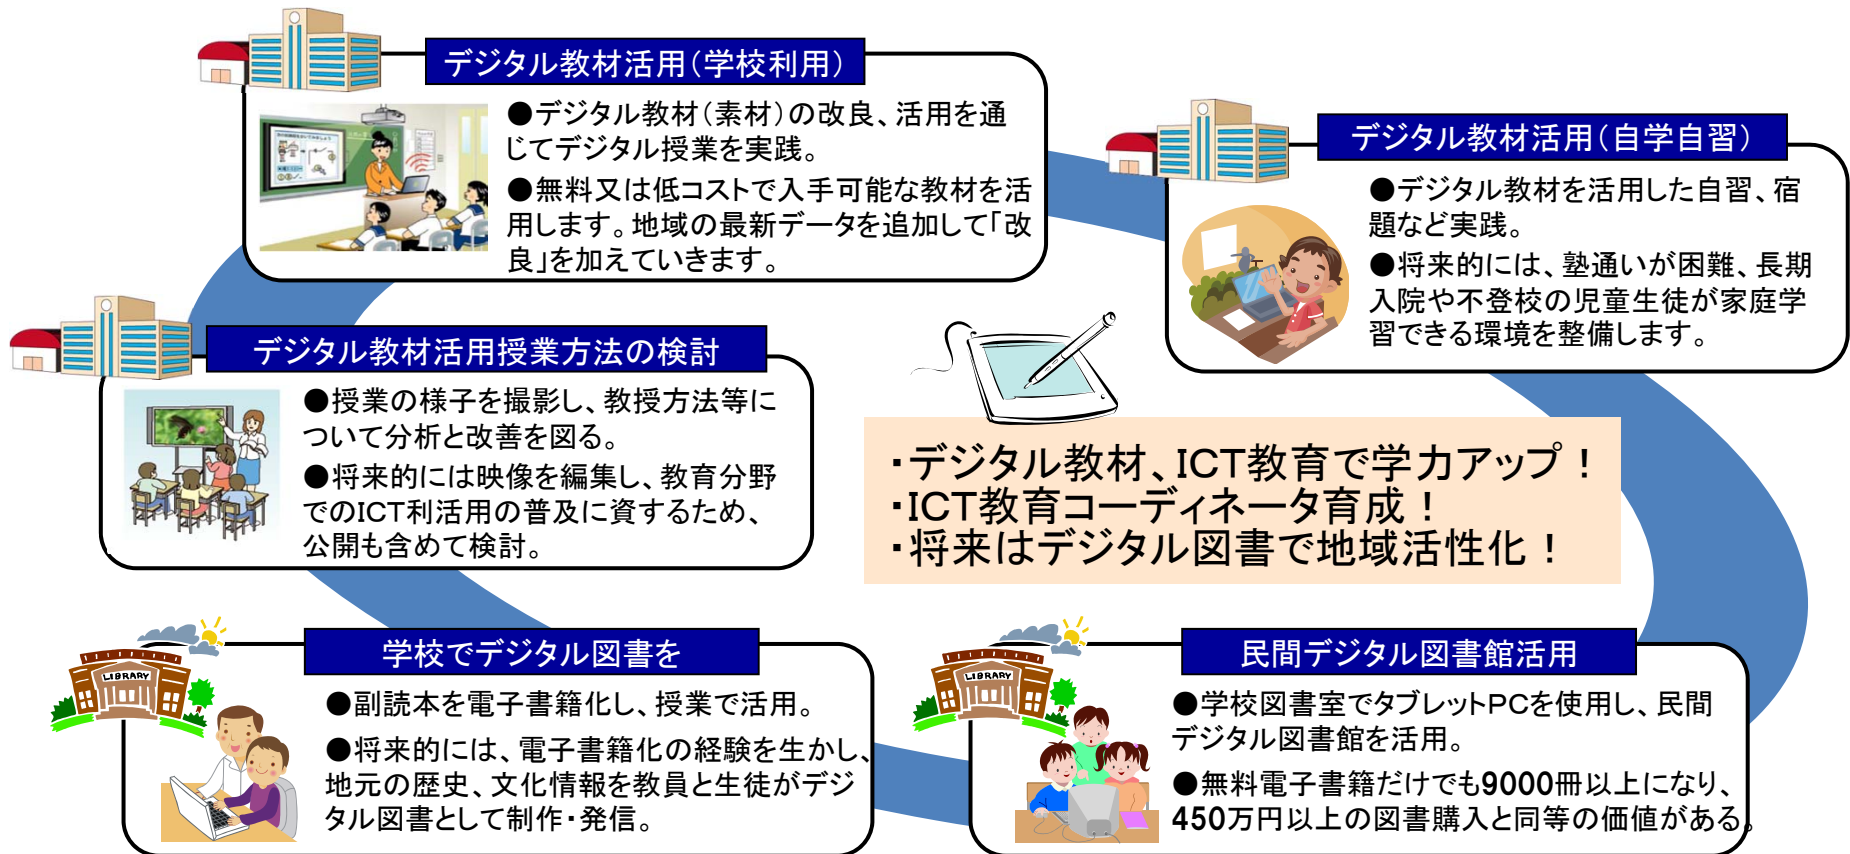 デジタル教材活用（学校利用）
●デジタル教材（素材）の改良、活用を通
じてデジタル授業を実践。
●無料又は低コストで入手可能な教材を活
用します。地域の最新データを追加して「改
良」を加えていきます。
デジタル教材活用（自学自習）
●デジタル教材を活用した自習、宿
題など実践。
●将来的には、塾通いが困難、長期
入院や不登校の児童生徒が家庭学
習できる環境を整備します。
デジタル教材活用授業方法の検討
●授業の様子を撮影し、教授方法等に
ついて分析と改善を図る。
●将来的には映像を編集し、教育分野
でのICT利活用の普及に資するため、
公開も含めて検討。
・デジタル教材、ICT教育で学力アップ！
・ICT教育コーディネータ育成！
・将来はデジタル図書で地域活性化！
LIBRARY
学校でデジタル図書を
●副読本を電子書籍化し、授業で活用。
●将来的には、電子書籍化の経験を生かし、
地元の歴史、文化情報を教員と生徒がデジ
タル図書として制作・発信。
LIBRARY
民間デジタル図書館活用
●学校図書室でタブレットPCを使用し、民間
デジタル図書館を活用。
●無料電子書籍だけでも9000冊以上になり、
450万円以上の図書購入と同等の価値がある。